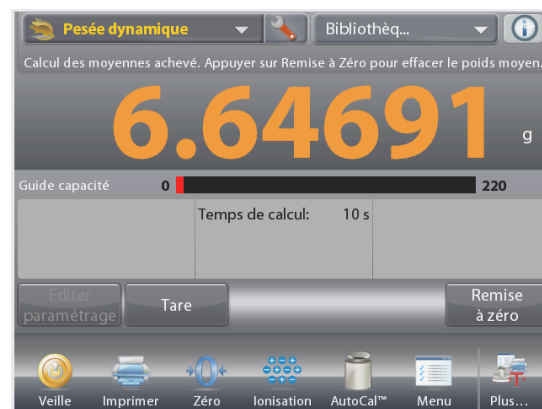 Pesée dynamique Bibliothèq...
Calcul des moyennes achevé. Appuyer sur Remise à Zéro pour effacer le poids moyen.
6.64691 g
Guide capacité 0 220
Temps de calcul: 10 s
Editer paramétrage Tare Remise à zéro
Veille Imprimer Zéro Ionisation AutoCal™ Menu Plus...